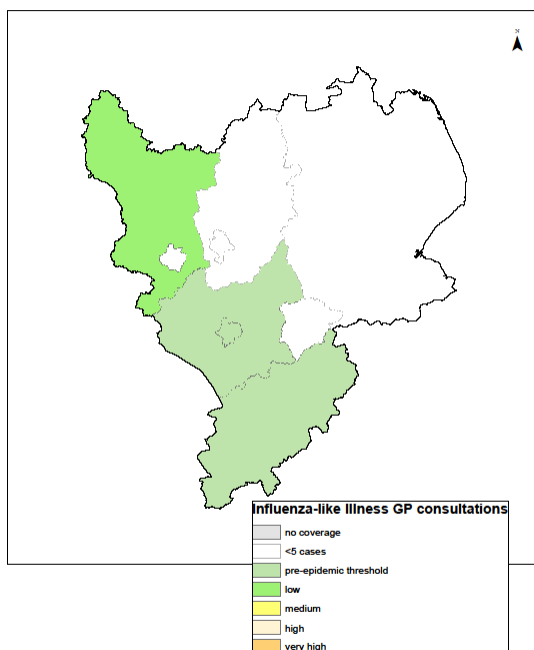 N
Influenza-like Illness GP consultations
no coverage
<5 cases
pre-epidemic threshold
low
medium
high
very high